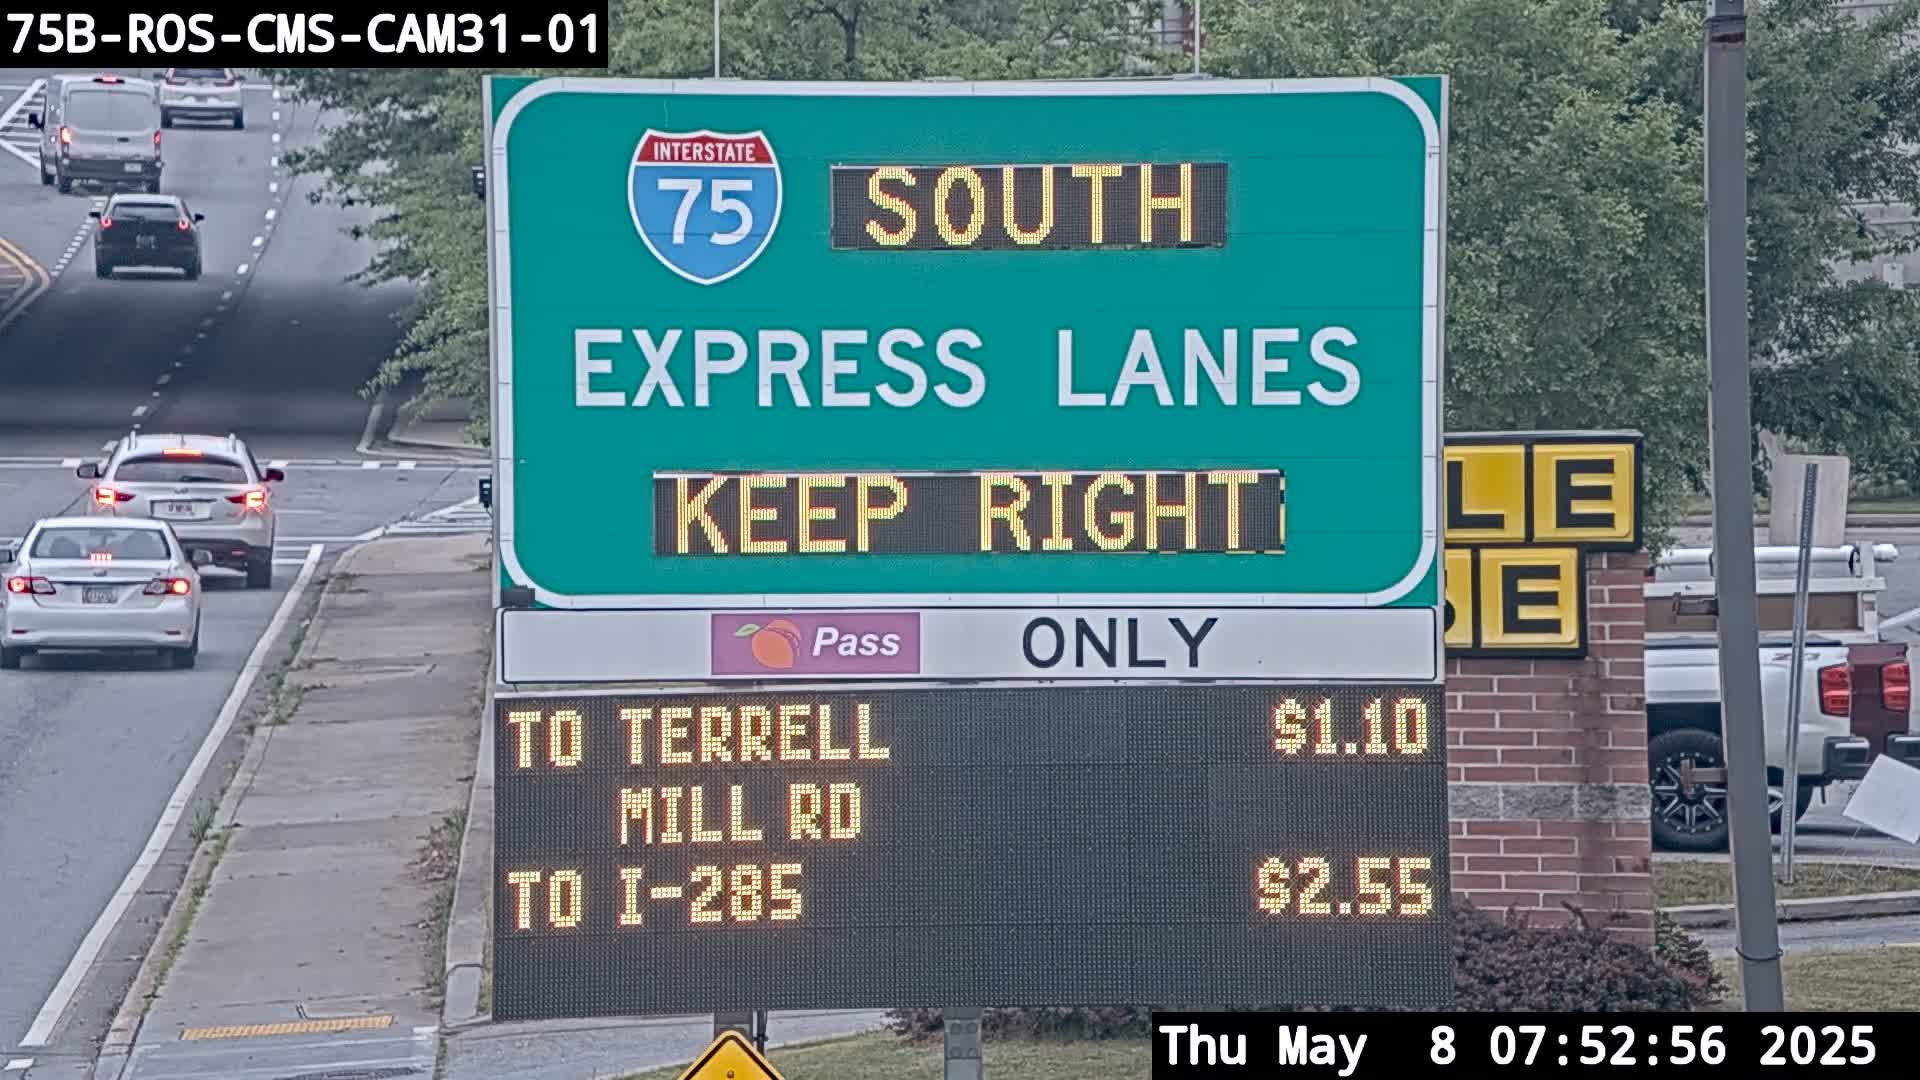 75B-ROS-CMS-CAM31-01
INTERSTATE
75
SOUTH
EXPRESS LANES
KEEP RIGHT
Pass ONLY
TO TERRELL $1.10
MILL RD
TO I-285 $2.55
LE
E
Thu May 8 07:52:56 2025